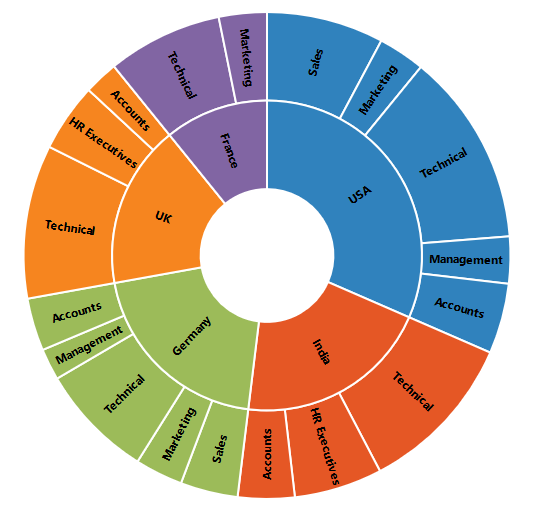 USA
Sales
Marketing
Technical
Management
Accounts
India
Technical
HR Executives
Accounts
Germany
Sales
Marketing
Technical
Management
Accounts
UK
Technical
HR Executives
Accounts
France
Technical
Marketing